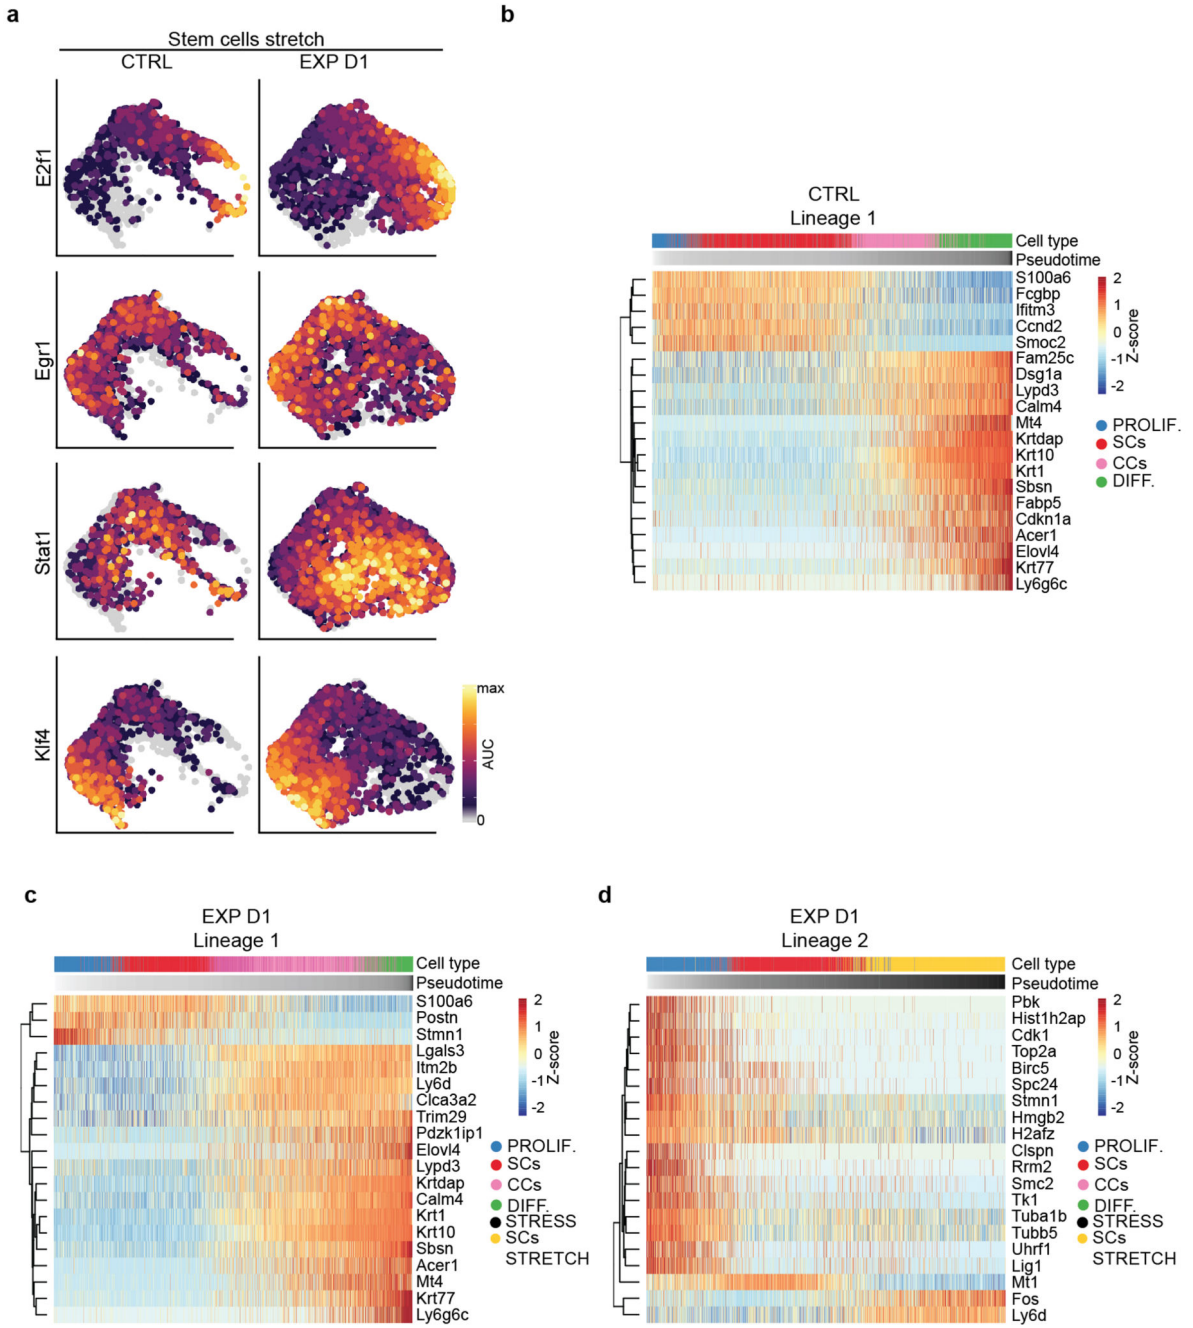 a
Stem cells stretch
CTRL
EXP D1
E2f1
Egr1
Stat1
Klf4
max
AUC
0
b
CTRL
Lineage 1
Cell type
Pseudotime
S100a6
Fcgbp
Ifitm3
Ccnd2
Smoc2
Fam25c
Dsg1a
Lypd3
Calm4
Mt4
Krtdap
Krt10
Krt1
Sbsn
Fabp5
Cdkn1a
Acer1
Elovl4
Krt77
Ly6g6c
2
1
0
-1
-2
Z-score
PROLIF.
SCs
CCs
DIFF.
c
EXP D1
Lineage 1
Cell type
Pseudotime
S100a6
Postn
Stmn1
Lgals3
Itm2b
Ly6d
Clca3a2
Trim29
Pdzk1ip1
Elovl4
Lypd3
Krtdap
Calm4
Krt1
Krt10
Sbsn
Acer1
Mt4
Krt77
Ly6g6c
2
1
0
-1
-2
Z-score
PROLIF.
SCs
CCs
DIFF.
STRESS
SCs
STRETCH
d
EXP D1
Lineage 2
Cell type
Pseudotime
Pbk
Hist1h2ap
Cdk1
Top2a
Birc5
Spc24
Stmn1
Hmgb2
H2afz
Clspn
Rrm2
Smc2
Tk1
Tuba1b
Tubb5
Uhrf1
Lig1
Mt1
Fos
Ly6d
2
1
0
-1
-2
Z-score
PROLIF.
SCs
CCs
DIFF.
STRESS
SCs
STRETCH